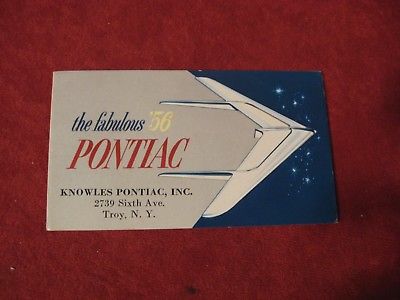 the fabulous '56
PONTIAC
KNOWLES PONTIAC, INC.
2739 Sixth Ave.
Troy, N. Y.